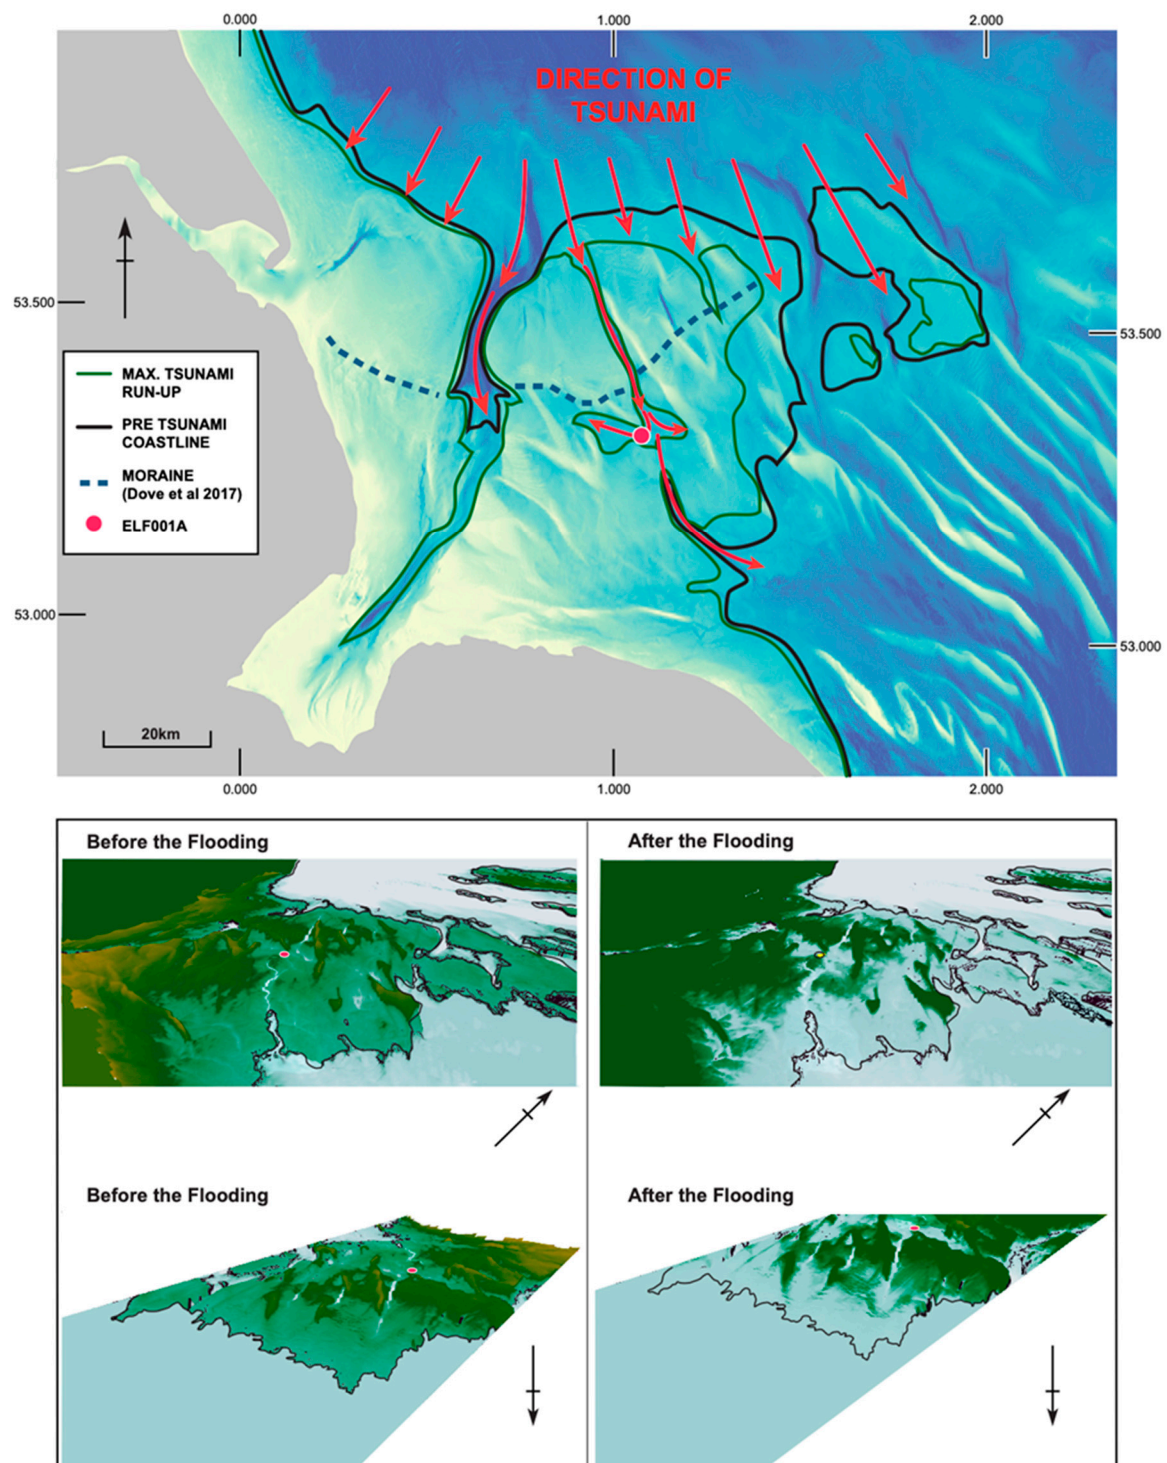 0.000 1.000 2.000
DIRECTION OF
TSUNAMI
53.500
53.500
MAX. TSUNAMI
RUN-UP
PRE TSUNAMI
COASTLINE
MORAINE
(Dove et al 2017)
ELF001A
53.000
53.000
20km
0.000 1.000 2.000
Before the Flooding
After the Flooding
Before the Flooding
After the Flooding